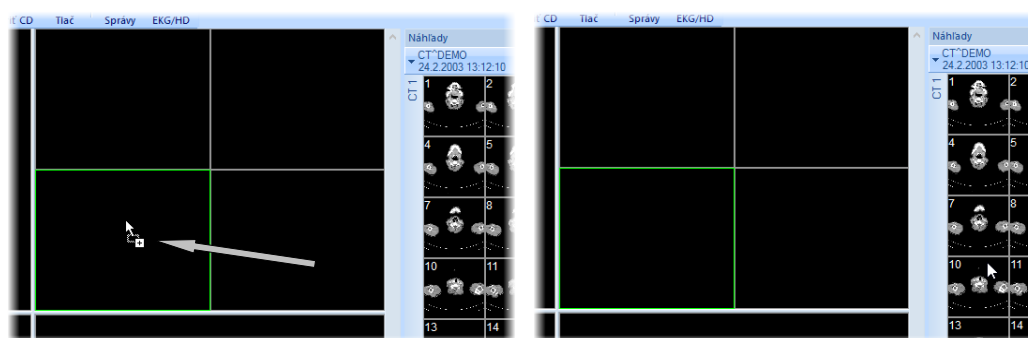 CD Tlač Správy EKG/HD
Náhľady
CT^DEMO
24.2.2003 13:12:10
CT 1
1 2
4 5
7 8
10 11
13 14
CD Tlač Správy EKG/HD
Náhľady
CT^DEMO
24.2.2003 13:12:10
CT 1
1 2
4 5
7 8
10 11
13 14